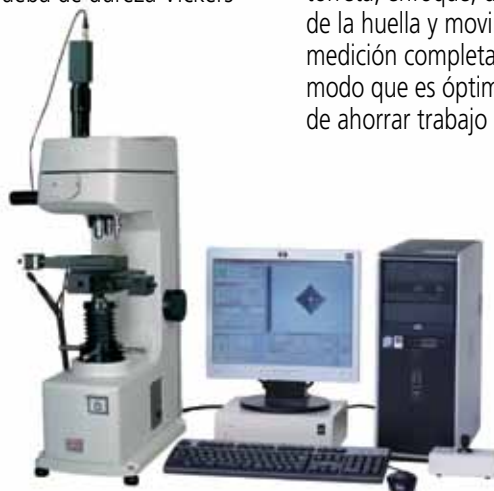 ueba de dureza Vickers
torreta, enfoque,
de la huella y movi
medición completa
modo que es óptim
de ahorrar trabajo